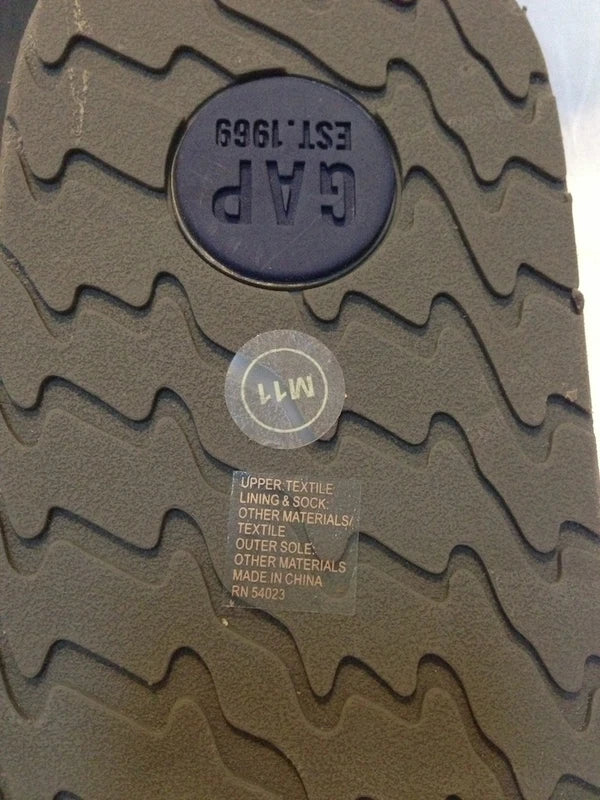 GAP
EST.1969
M11
UPPER:TEXTILE
LINING & SOCK:
OTHER MATERIALS/
TEXTILE
OUTER SOLE:
OTHER MATERIALS
MADE IN CHINA
RN 54023